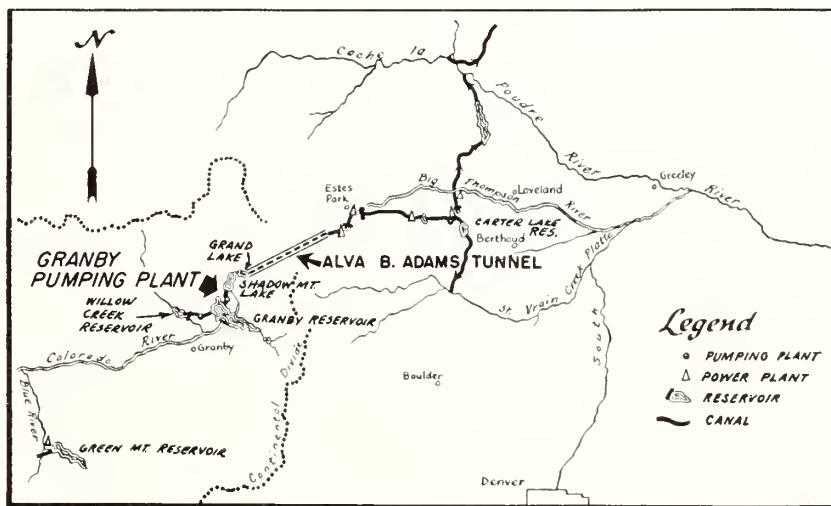 N
Cache la
Poudre
River
Greeley
River
Estes
Park
Big
Thompson
River
Loveland
CARTER LAKE
RES.
Berthoud
GRAND
LAKE
ALVA B. ADAMS TUNNEL
GRANBY
PUMPING PLANT
SHADOW MT.
LAKE
WILLOW
CREEK
RESERVOIR
GRANBY RESERVOIR
Colorado
River
Granby
St. Vrain Creek
Platte
South
Continental
Divide
Boulder
Blue River
GREEN MT. RESERVOIR
Denver
Legend
PUMPING PLANT
POWER PLANT
RESERVOIR
CANAL